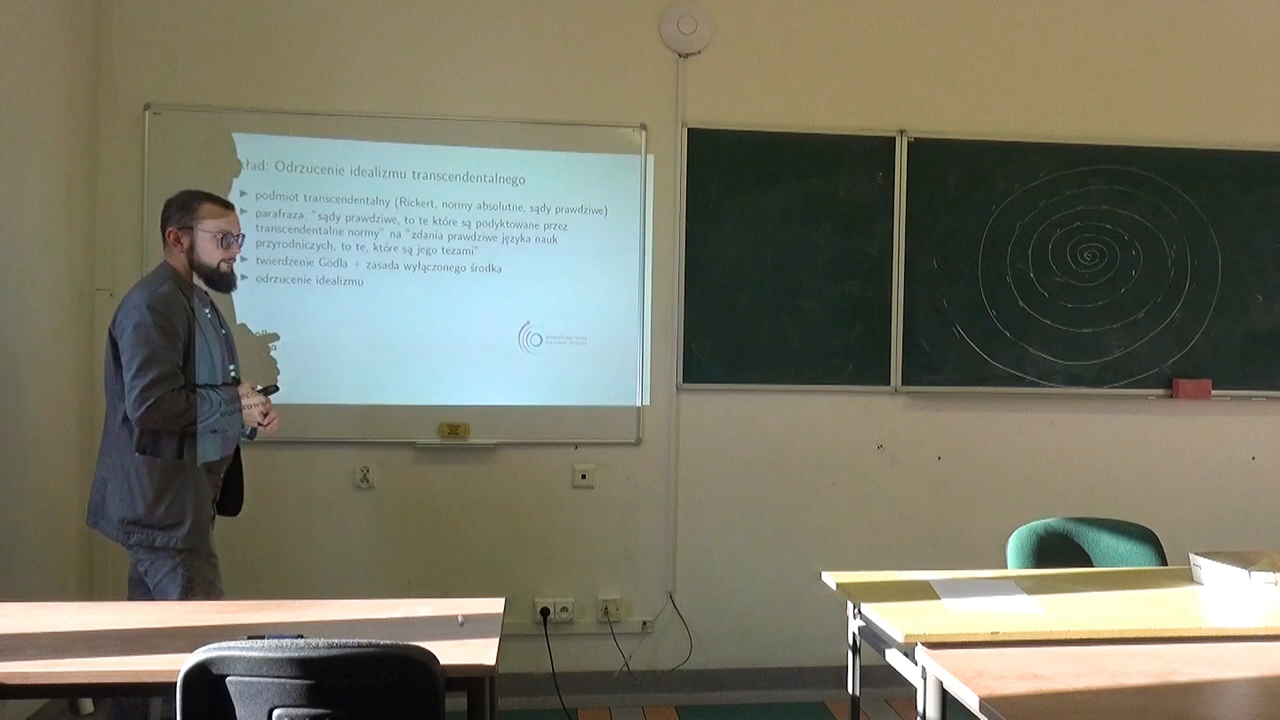 kład: Odrzucenie idealizmu transcendentalnego
podmiot transcendentalny (Rickert, normy absolutne, sądy prawdziwe)
parafraza: "sądy prawdziwe, to te które są podyktowane przez
transcendentalne normy" na "zdania prawdziwe języka nauk
przyrodniczych, to te, które są jego tezami"
twierdzenie Gödla + zasada wyłączonego środka
odrzucenie idealizmu